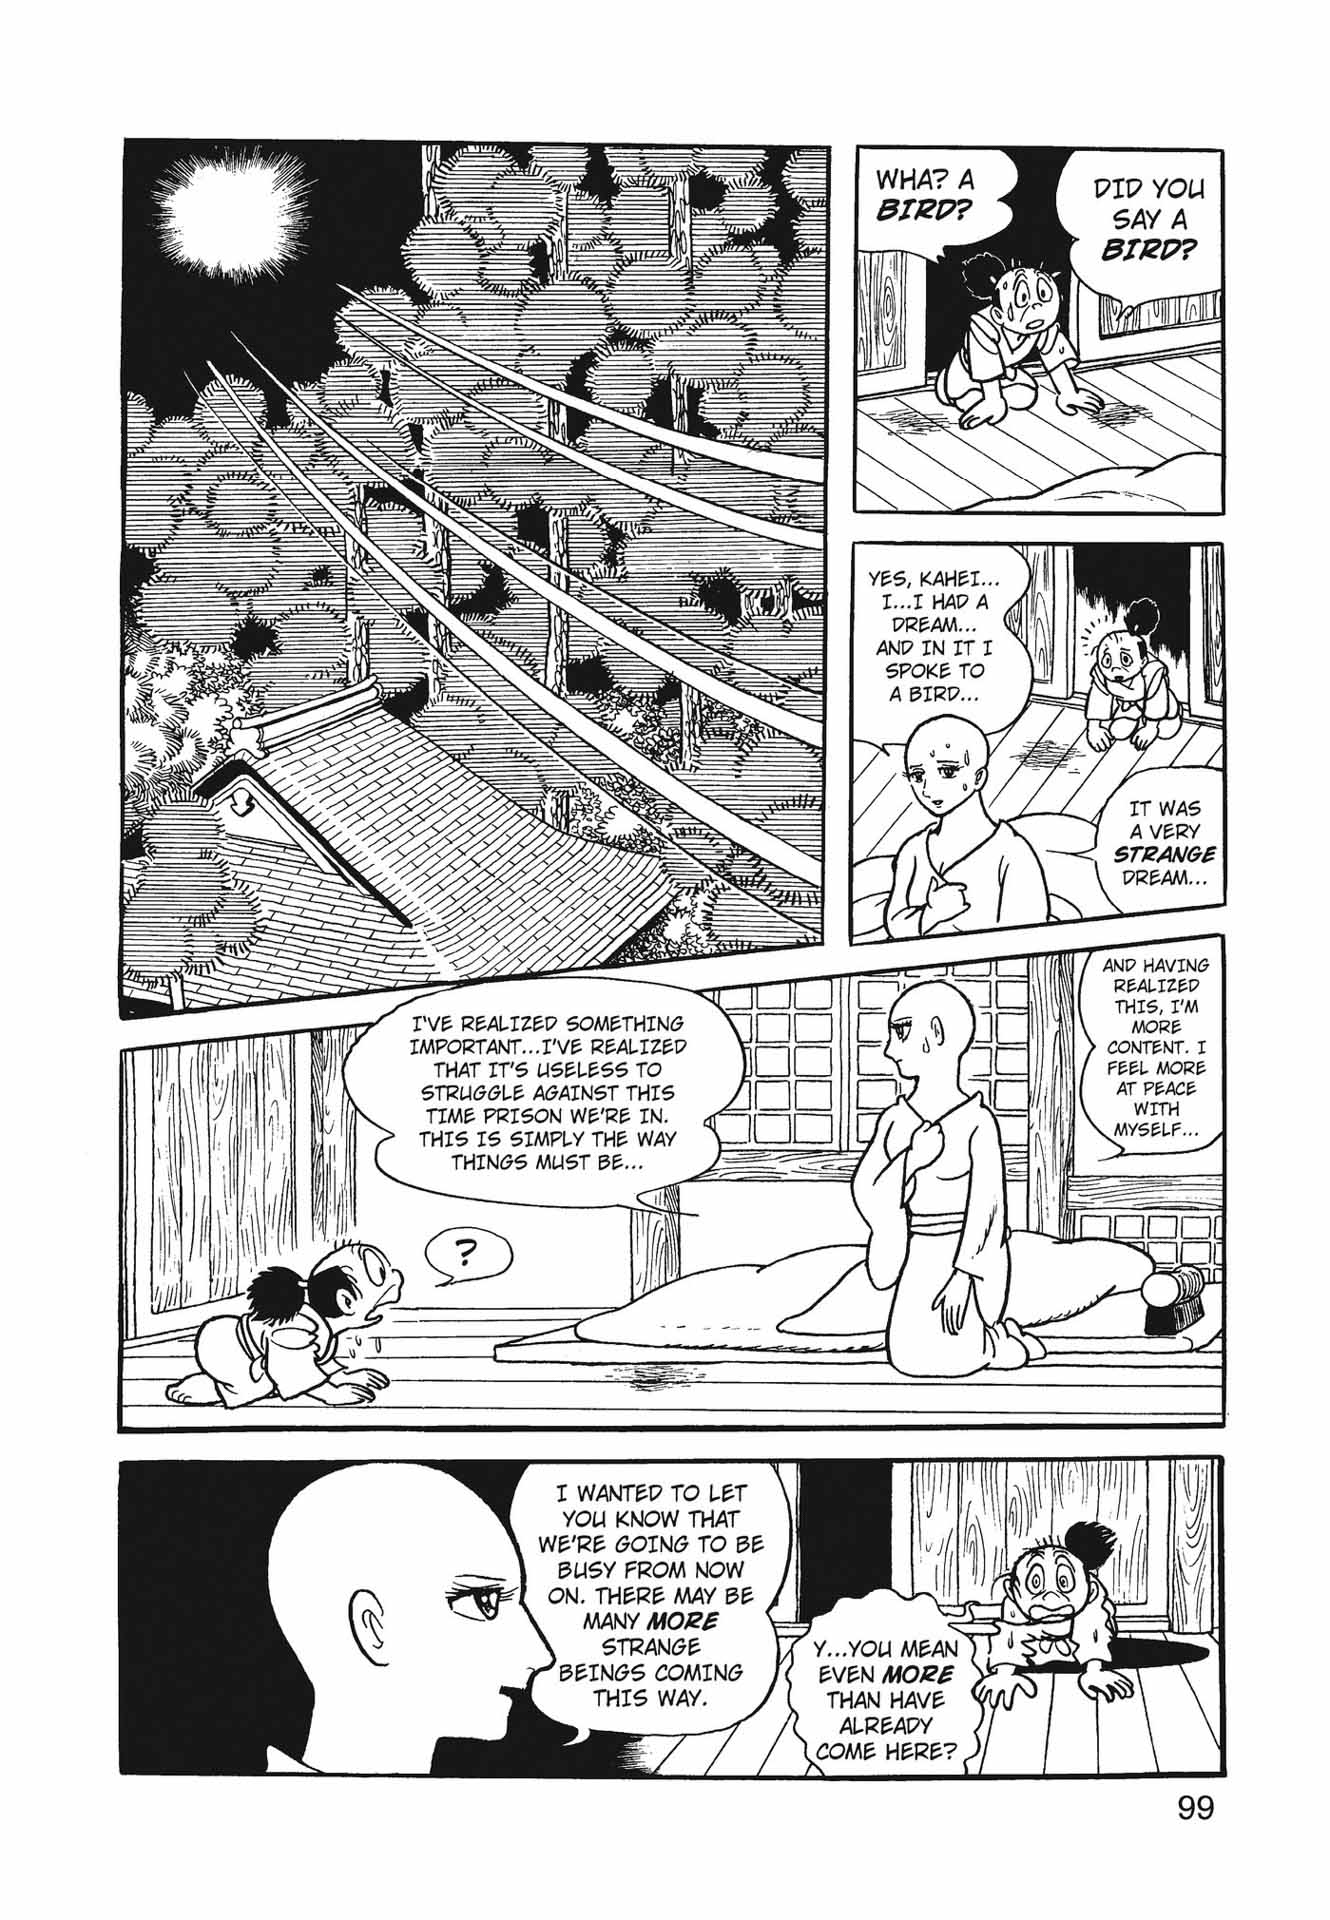 WHA? A
BIRD?
DID YOU
SAY A
BIRD?
YES, KAHEI...
I...I HAD A
DREAM...
AND IN IT I
SPOKE TO
A BIRD...
IT WAS
A VERY
STRANGE
DREAM...
I'VE REALIZED SOMETHING
IMPORTANT...I'VE REALIZED
THAT IT'S USELESS TO
STRUGGLE AGAINST THIS
TIME PRISON WE'RE IN.
THIS IS SIMPLY THE WAY
THINGS MUST BE...
AND HAVING
REALIZED
THIS, I'M
MORE
CONTENT. I
FEEL MORE
AT PEACE
WITH
MYSELF...
?
I WANTED TO LET
YOU KNOW THAT
WE'RE GOING TO BE
BUSY FROM NOW
ON. THERE MAY BE
MANY MORE
STRANGE
BEINGS COMING
THIS WAY.
Y...YOU MEAN
EVEN MORE
THAN HAVE
ALREADY
COME HERE?
99